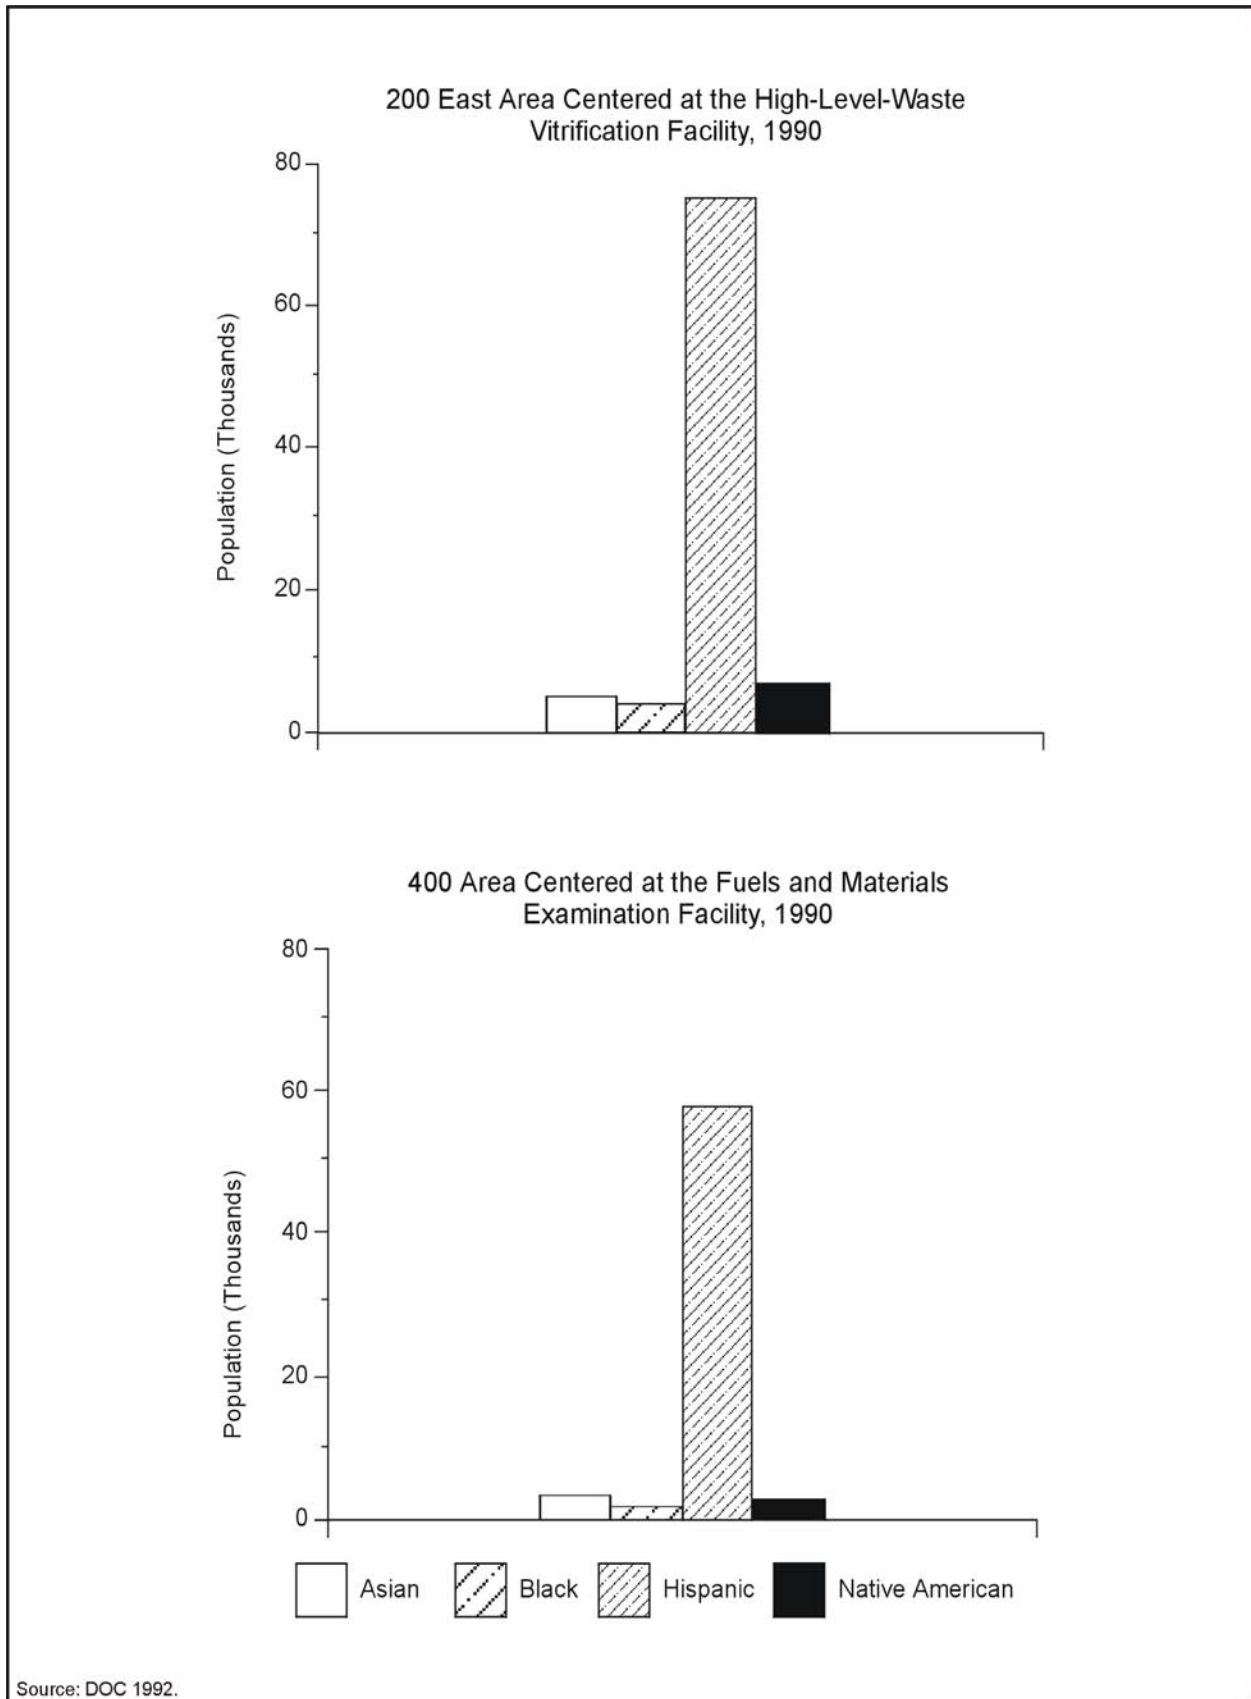 200 East Area Centered at the High-Level-Waste
Vitrification Facility, 1990
80
60
40
20
0
Population (Thousands)
400 Area Centered at the Fuels and Materials
Examination Facility, 1990
80
60
40
20
0
Population (Thousands)
Asian Black Hispanic Native American
Source: DOC 1992.